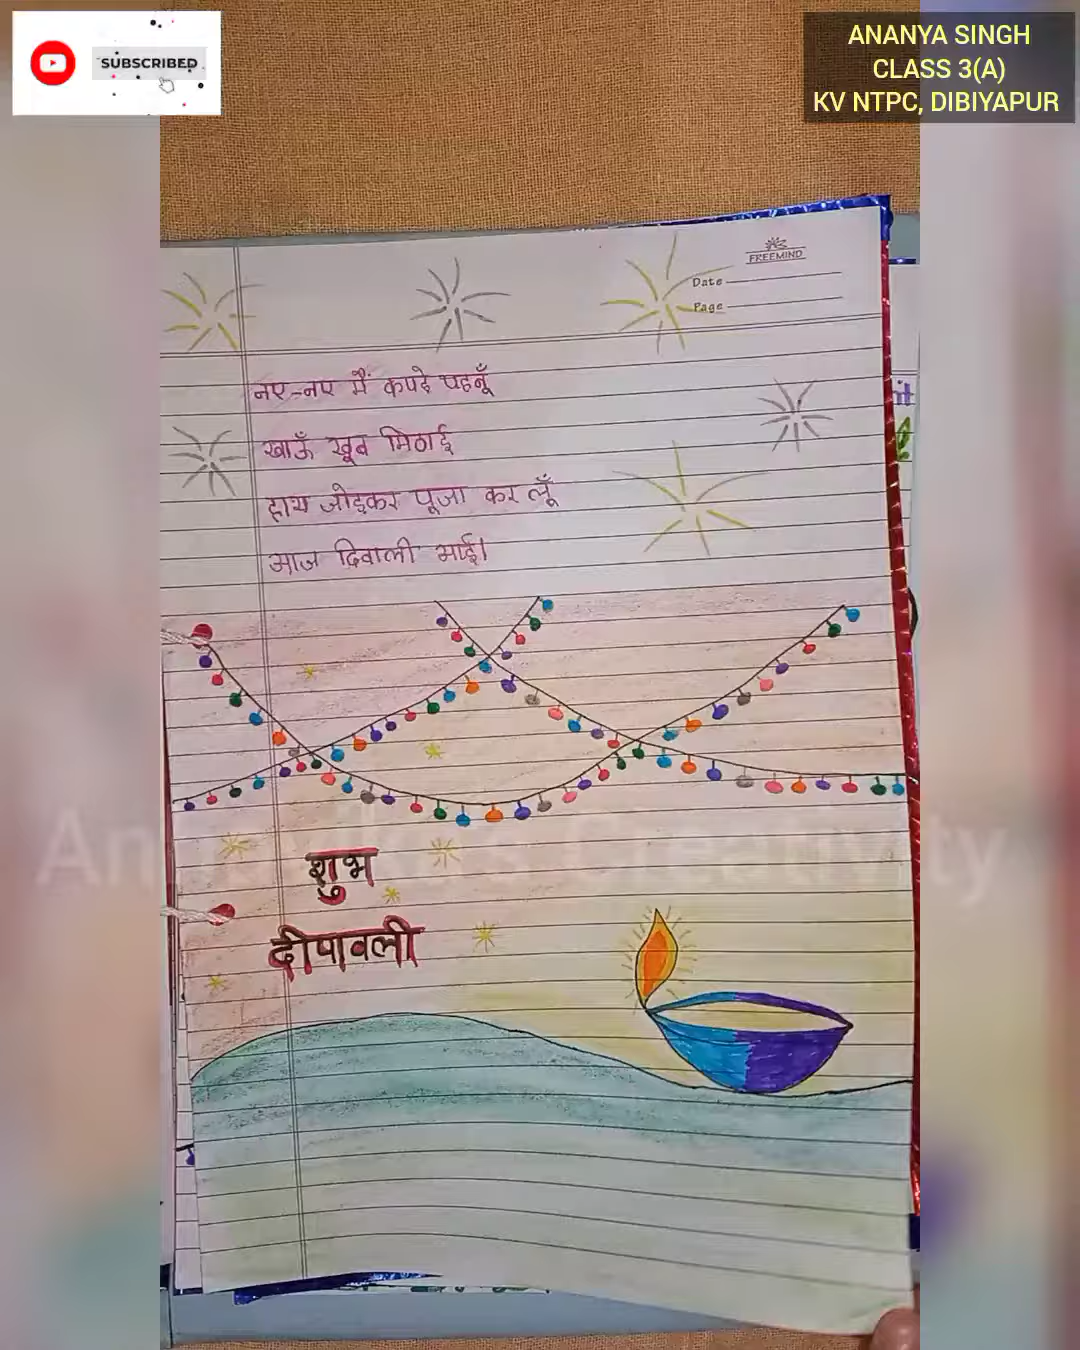 SUBSCRIBED
ANANYA SINGH
CLASS 3(A)
KV NTPC, DIBIYAPUR
FREEMIND
Date
Page
नए-नए मैं कपड़े पहनूँ
खाऊँ खूब मिठाई
हाथ जोड़कर पूजा कर लूँ
आज दिवाली आई।
शुभ
दीपावली
Creativity